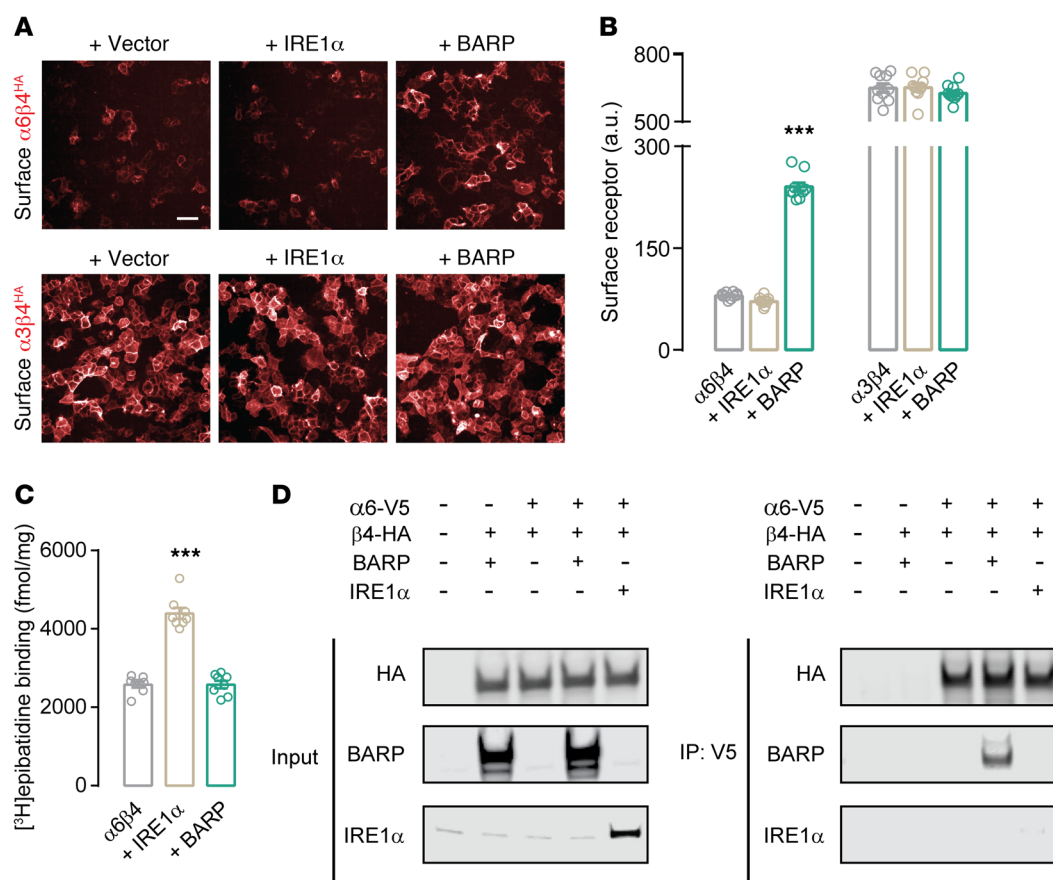 A
+ Vector + IRE1α + BARP
Surface α6β4HA
+ Vector + IRE1α + BARP
Surface α3β4HA
B
Surface receptor (a.u.)
800
500
300
150
0
***
α6β4 + IRE1α + BARP α3β4 + IRE1α + BARP
C
[³H]epibatidine binding (fmol/mg)
6000
4000
2000
0
***
α6β4 + IRE1α + BARP
D
α6-V5 - - + + +
β4-HA - + + + +
BARP - + - + -
IRE1α - - - - +
Input
HA
BARP
IRE1α
α6-V5 - - + + +
β4-HA - + + + +
BARP - + - + -
IRE1α - - - - +
IP: V5
HA
BARP
IRE1α